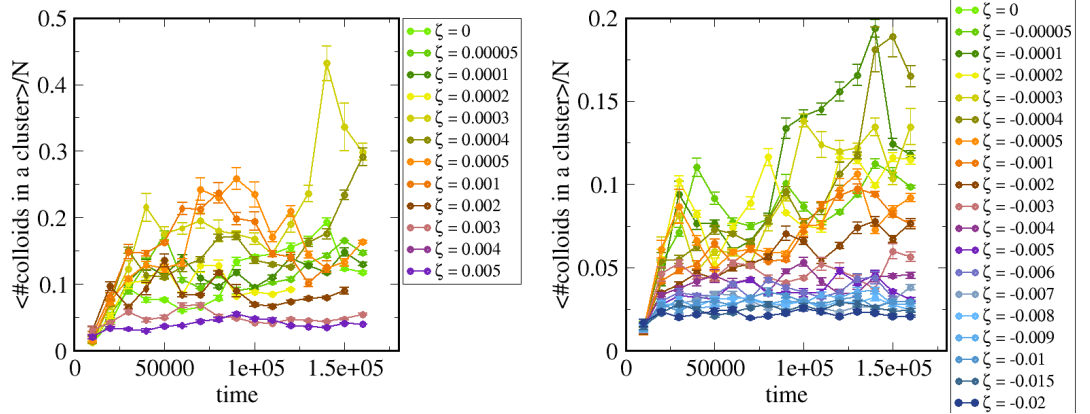 <#colloids in a cluster>/N
0.5
0.4
0.3
0.2
0.1
0
0
50000
1e+05
1.5e+05
time
ζ = 0
ζ = 0.00005
ζ = 0.0001
ζ = 0.0002
ζ = 0.0003
ζ = 0.0004
ζ = 0.0005
ζ = 0.001
ζ = 0.002
ζ = 0.003
ζ = 0.004
ζ = 0.005
<#colloids in a cluster>/N
0.2
0.15
0.1
0.05
0
0
50000
1e+05
1.5e+05
time
ζ = 0
ζ = -0.00005
ζ = -0.0001
ζ = -0.0002
ζ = -0.0003
ζ = -0.0004
ζ = -0.0005
ζ = -0.001
ζ = -0.002
ζ = -0.003
ζ = -0.004
ζ = -0.005
ζ = -0.006
ζ = -0.007
ζ = -0.008
ζ = -0.009
ζ = -0.01
ζ = -0.015
ζ = -0.02